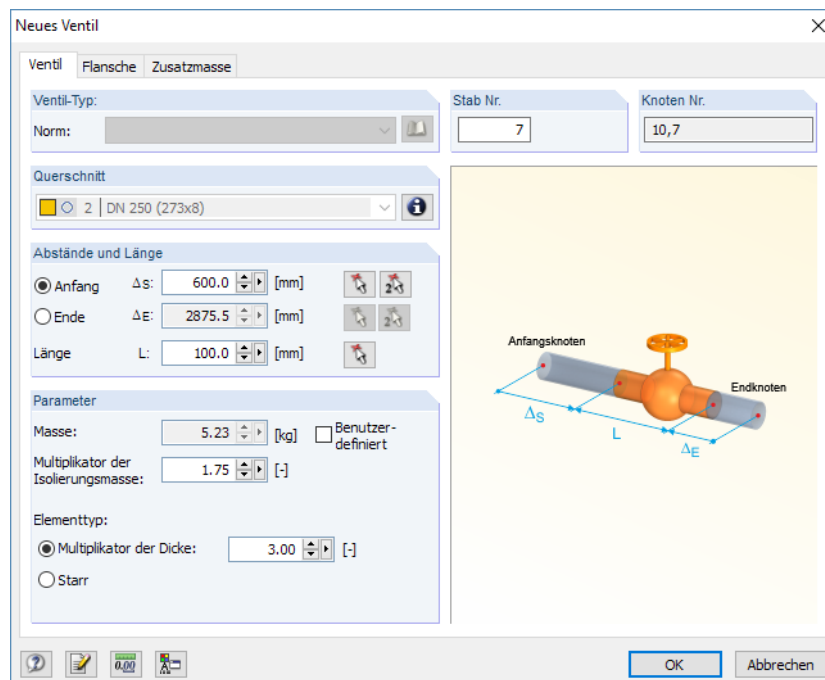 Neues Ventil
Ventil Flansche Zusatzmasse
Ventil-Typ:
Norm:
Stab Nr.
7
Knoten Nr.
10,7
Querschnitt
2 DN 250 (273x8)
Abstände und Länge
Anfang ΔS: 600.0 [mm]
Ende ΔE: 2875.5 [mm]
Länge L: 100.0 [mm]
Anfangsknoten
Endknoten
ΔS
L
ΔE
Parameter
Masse: 5.23 [kg] Benutzer-
definiert
Multiplikator der
Isolierungsmasse: 1.75 [-]
Elementtyp:
Multiplikator der Dicke: 3.00 [-]
Starr
0.00
OK Abbrechen